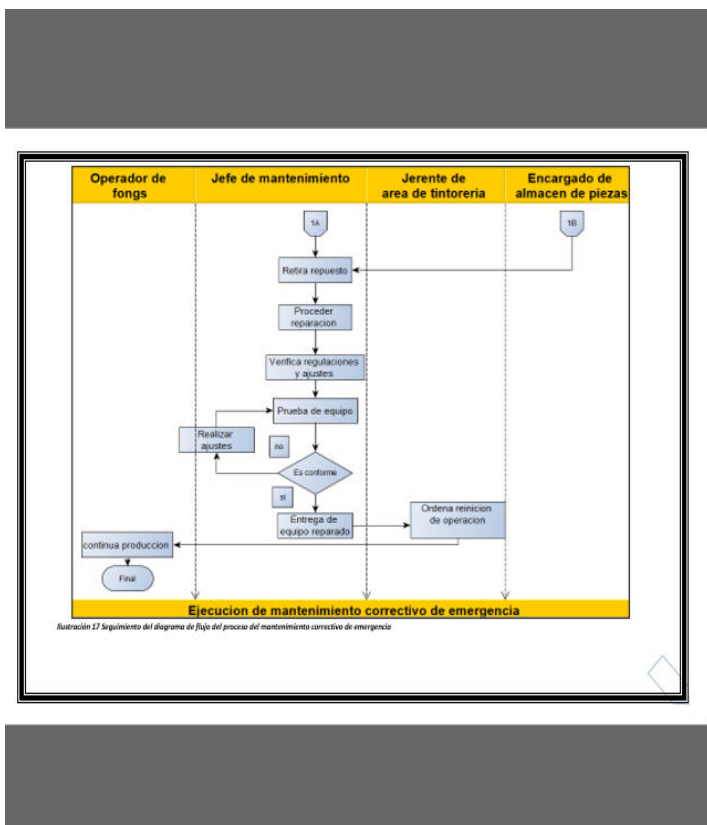 Operador de
fongs
Jefe de mantenimiento
Jerente de
area de tintoreria
Encargado de
almacen de piezas
1A
1B
Retira repuesto
Proceder
reparacion
Verifica regulaciones
y ajustes
Prueba de equipo
Realizar
ajustes
no
Es conforme
si
Entrega de
equipo reparado
Ordena reinicion
de operacion
continua produccion
Final
Ejecucion de mantenimiento correctivo de emergencia
Ilustración 17 Seguimiento del diagrama de flujo del proceso del mantenimiento correctivo de emergencia